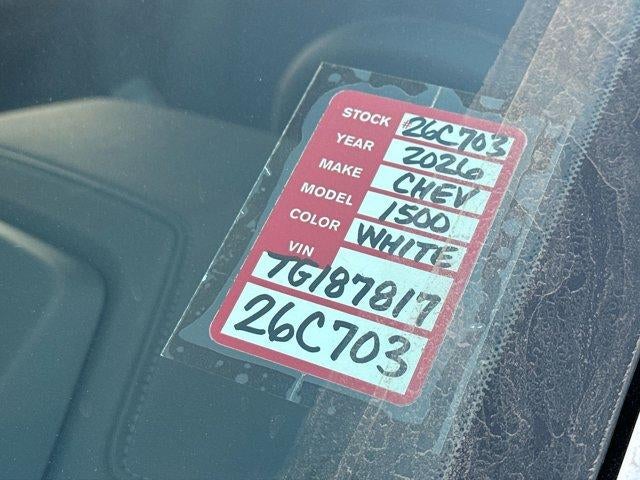 STOCK #26C703
YEAR 2026
MAKE CHEV
MODEL 1500
COLOR WHITE
VIN
TG187817
26C703